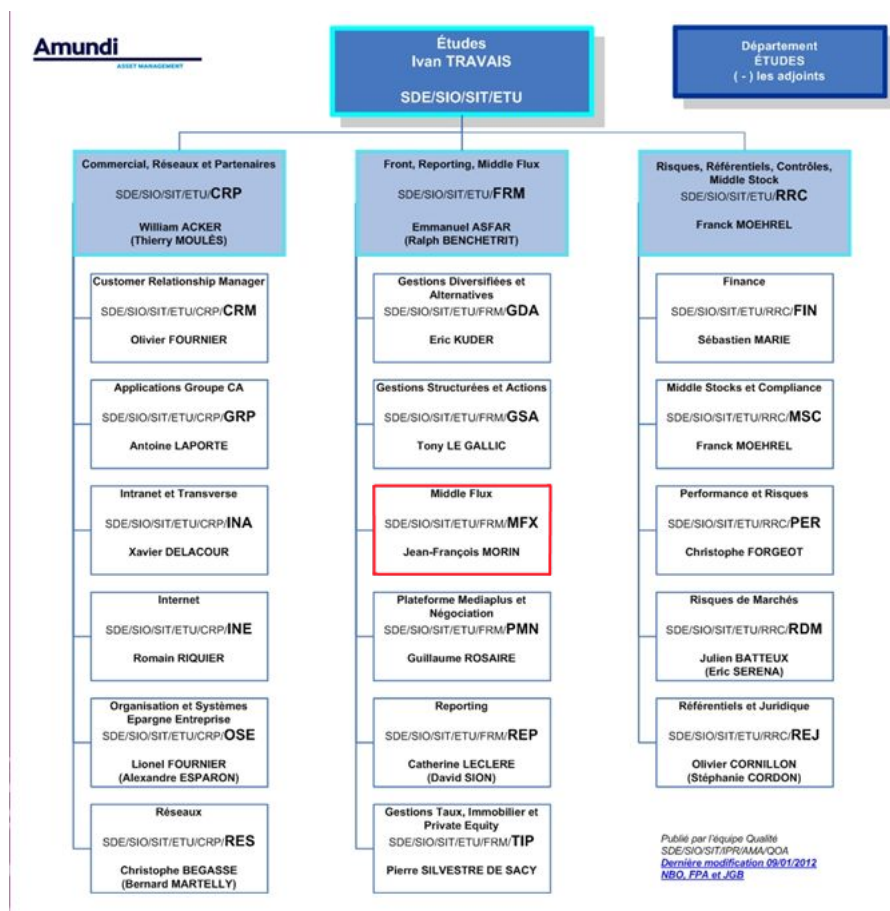 Amundi
ASSET MANAGEMENT
Études
Ivan TRAVAIS
SDE/SIO/SIT/ETU
Département
ÉTUDES
( - ) les adjoints
Commercial, Réseaux et Partenaires
SDE/SIO/SIT/ETU/CRP
William ACKER
(Thierry MOULÈS)
Customer Relationship Manager
SDE/SIO/SIT/ETU/CRP/CRM
Olivier FOURNIER
Applications Groupe CA
SDE/SIO/SIT/ETU/CRP/GRP
Antoine LAPORTE
Intranet et Transverse
SDE/SIO/SIT/ETU/CRP/INA
Xavier DELACOUR
Internet
SDE/SIO/SIT/ETU/CRP/INE
Romain RIQUIER
Organisation et Systèmes
Epargne Entreprise
SDE/SIO/SIT/ETU/CRP/OSE
Lionel FOURNIER
(Alexandre ESPARON)
Réseaux
SDE/SIO/SIT/ETU/CRP/RES
Christophe BEGASSE
(Bernard MARTELLY)
Front, Reporting, Middle Flux
SDE/SIO/SIT/ETU/FRM
Emmanuel ASFAR
(Ralph BENCHETRIT)
Gestions Diversifiées et
Alternatives
SDE/SIO/SIT/ETU/FRM/GDA
Eric KUDER
Gestions Structurées et Actions
SDE/SIO/SIT/ETU/FRM/GSA
Tony LE GALLIC
Middle Flux
SDE/SIO/SIT/ETU/FRM/MFX
Jean-François MORIN
Plateforme Mediaplus et
Négociation
SDE/SIO/SIT/ETU/FRM/PMN
Guillaume ROSAIRE
Reporting
SDE/SIO/SIT/ETU/FRM/REP
Catherine LECLERE
(David SION)
Gestions Taux, Immobilier et
Private Equity
SDE/SIO/SIT/ETU/FRM/TIP
Pierre SILVESTRE DE SACY
Risques, Référentiels, Contrôles,
Middle Stock
SDE/SIO/SIT/ETU/RRC
Franck MOEHREL
Finance
SDE/SIO/SIT/ETU/RRC/FIN
Sébastien MARIE
Middle Stocks et Compliance
SDE/SIO/SIT/ETU/RRC/MSC
Franck MOEHREL
Performance et Risques
SDE/SIO/SIT/ETU/RRC/PER
Christophe FORGEOT
Risques de Marchés
SDE/SIO/SIT/ETU/RRC/RDM
Julien BATTEUX
(Eric SERENA)
Référentiels et Juridique
SDE/SIO/SIT/ETU/RRC/REJ
Olivier CORNILLON
(Stéphanie CORDON)
Publié par l'équipe Qualité
SDE/SIO/SIT/IPR/AMA/QOA
Dernière modification 09/01/2012
NBO, FPA et JGB